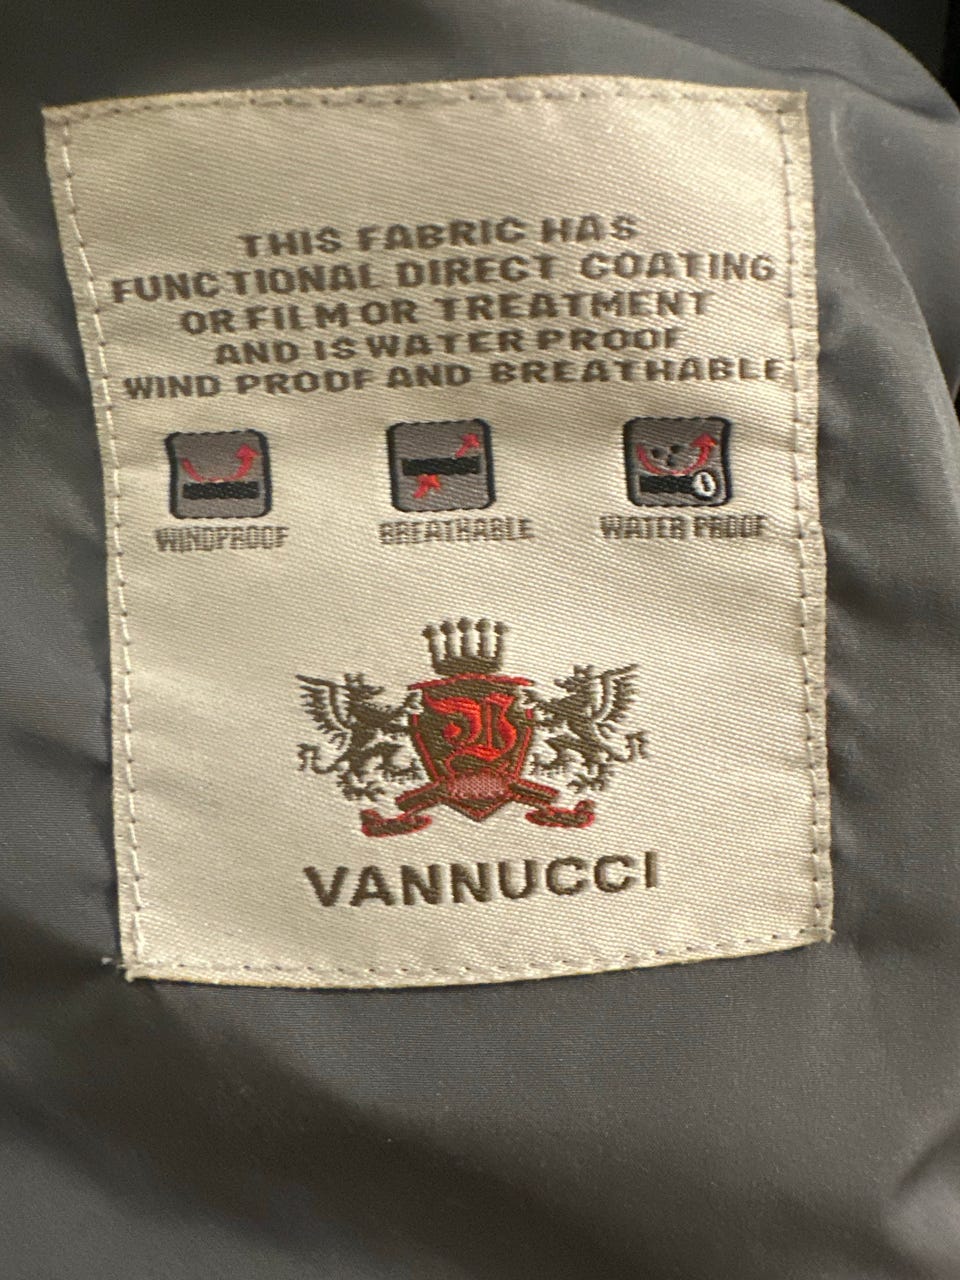 THIS FABRIC HAS
FUNCTIONAL DIRECT COATING
OR FILM OR TREATMENT
AND IS WATER PROOF
WIND PROOF AND BREATHABLE
WINDPROOF BREATHABLE WATER PROOF
VANNUCCI